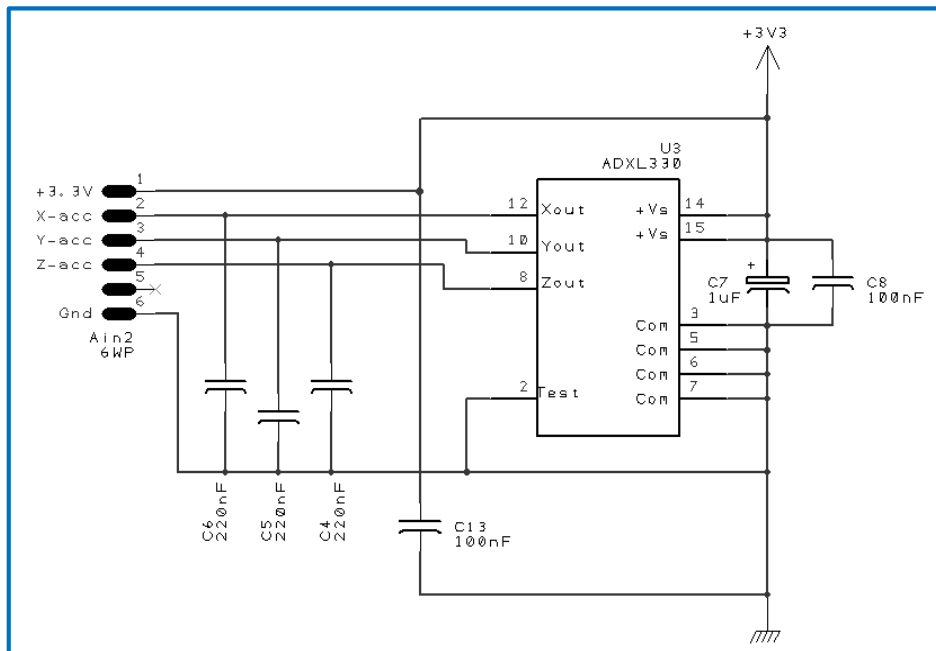 +3V3
U3
ADXL330
+3.3V 1
X-acc 2
Y-acc 3
Z-acc 4
5
Gnd 6
Ain2
6WP
12 Xout
10 Yout
8 Zout
2 Test
+Vs 14
+Vs 15
Com 3
Com 5
Com 6
Com 7
+
C7
1uF
C8
100nF
C6
220nF
C5
220nF
C4
220nF
C13
100nF